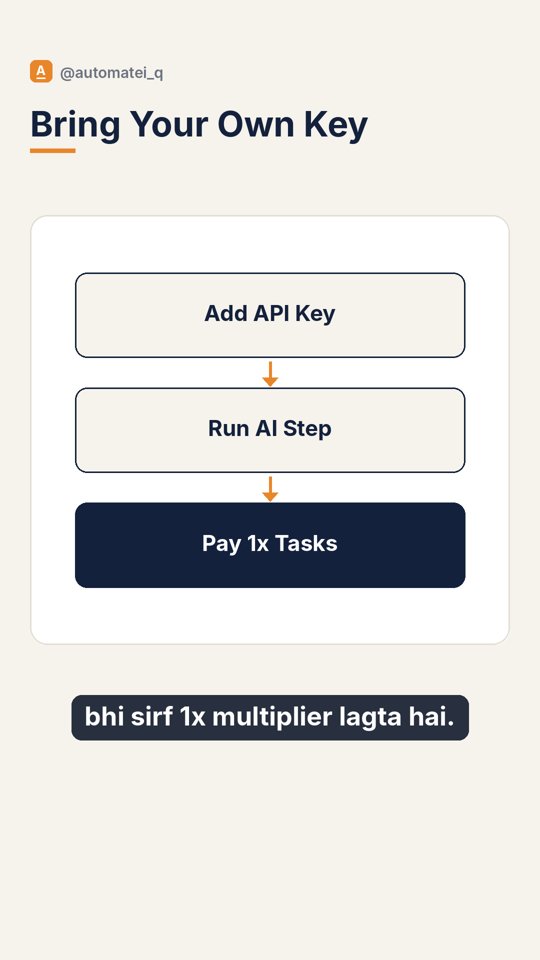 A @automatei_q
Bring Your Own Key
Add API Key
Run AI Step
Pay 1x Tasks
bhi sirf 1x multiplier lagta hai.